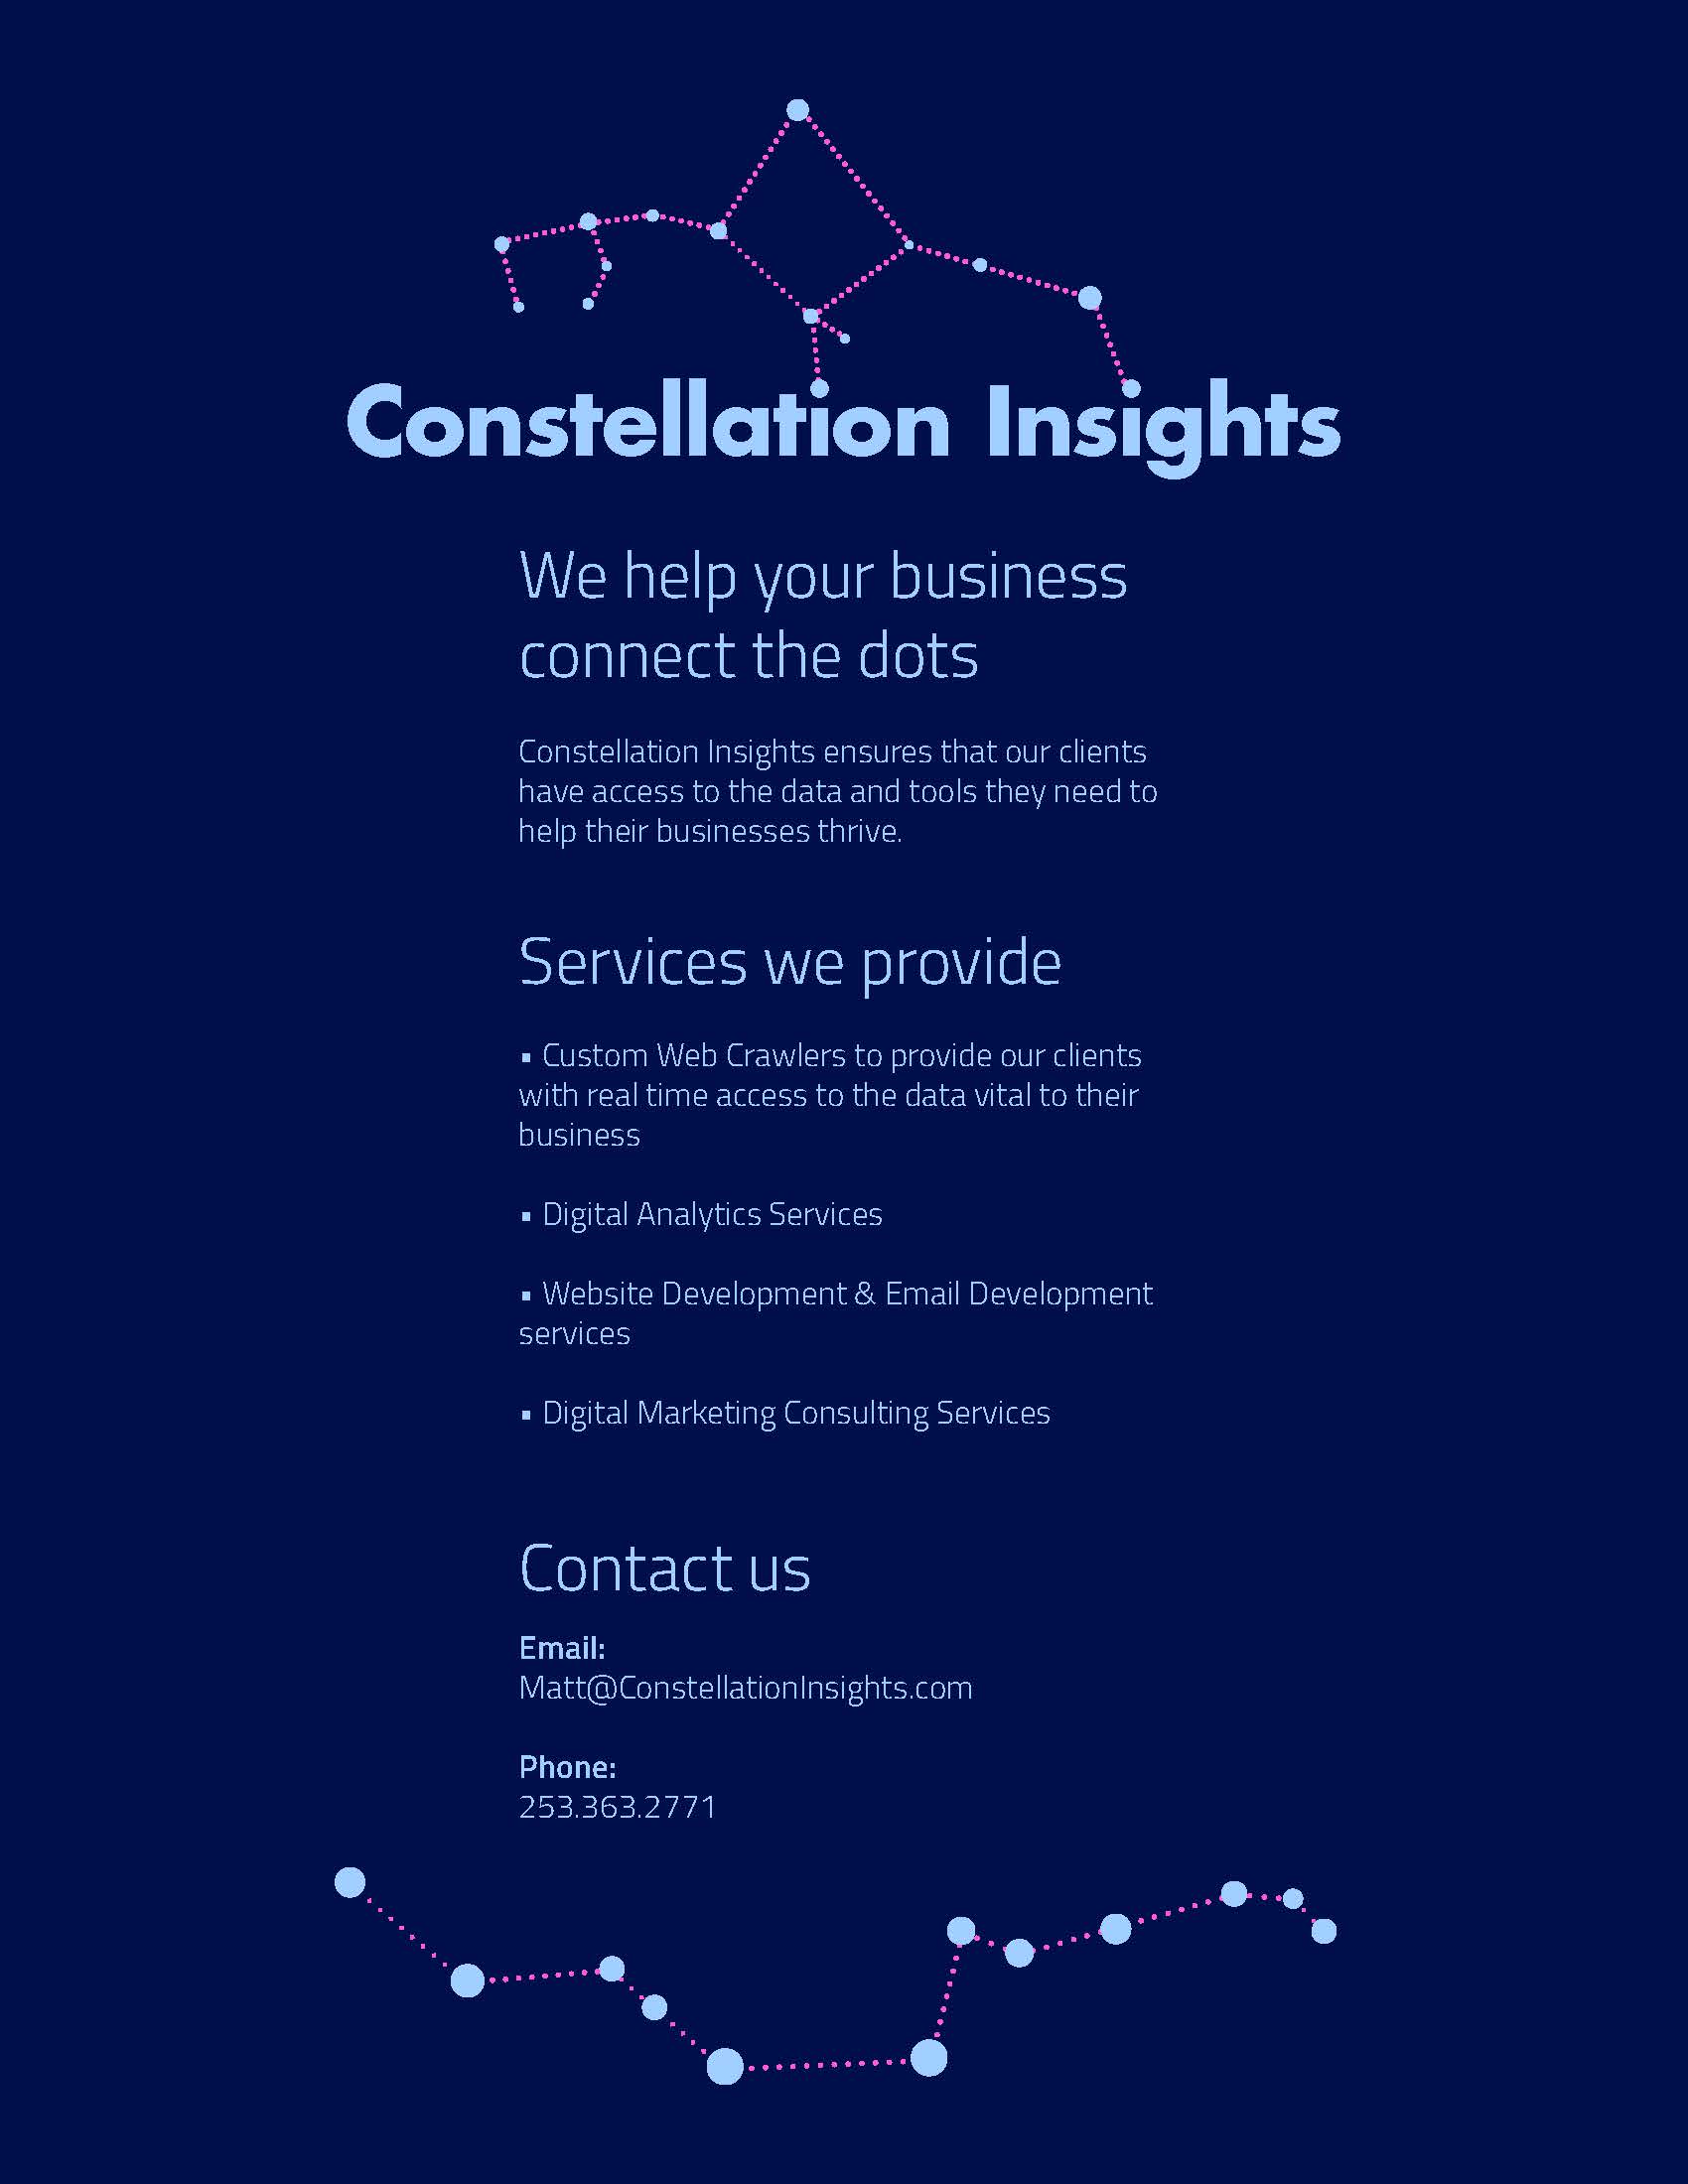 Constellation Insights
We help your business
connect the dots
Constellation Insights ensures that our clients
have access to the data and tools they need to
help their businesses thrive.
Services we provide
▪ Custom Web Crawlers to provide our clients
with real time access to the data vital to their
business
▪ Digital Analytics Services
▪ Website Development & Email Development
services
▪ Digital Marketing Consulting Services
Contact us
Email:
Matt@ConstellationInsights.com
Phone:
253.363.2771